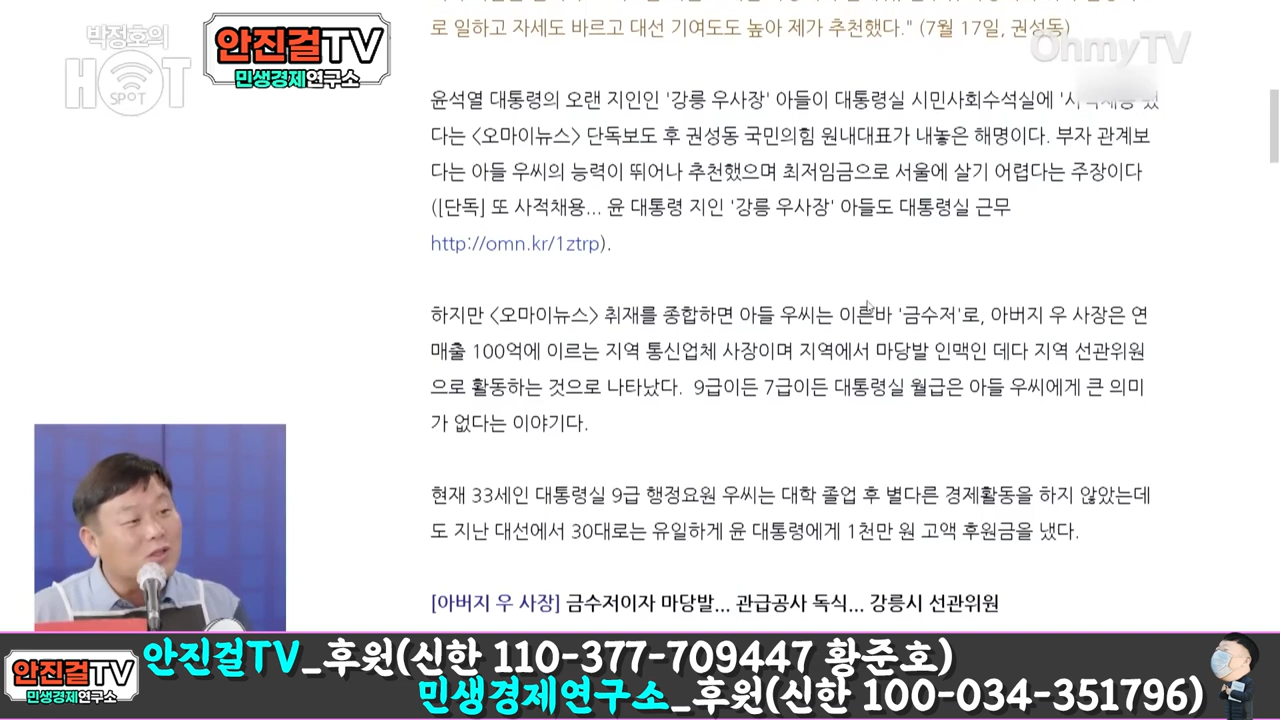 박정호의
HOT
SPOT
안진걸TV
민생경제연구소
OhmyTV
로 일하고 자세도 바르고 대선 기여도도 높아 제가 추천했다." (7월 17일, 권성동)
윤석열 대통령의 오랜 지인인 '강릉 우사장' 아들이 대통령실 시민사회수석실에
다는 <오마이뉴스> 단독보도 후 권성동 국민의힘 원내대표가 내놓은 해명이다. 부자 관계보
다는 아들 우씨의 능력이 뛰어나 추천했으며 최저임금으로 서울에 살기 어렵다는 주장이다
([단독] 또 사적채용... 윤 대통령 지인 '강릉 우사장' 아들도 대통령실 근무
http://omn.kr/1ztrp).
하지만 <오마이뉴스> 취재를 종합하면 아들 우씨는 이른바 '금수저'로, 아버지 우 사장은 연
매출 100억에 이르는 지역 통신업체 사장이며 지역에서 마당발 인맥인 데다 지역 선관위원
으로 활동하는 것으로 나타났다. 9급이든 7급이든 대통령실 월급은 아들 우씨에게 큰 의미
가 없다는 이야기다.
현재 33세인 대통령실 9급 행정요원 우씨는 대학 졸업 후 별다른 경제활동을 하지 않았는데
도 지난 대선에서 30대로는 유일하게 윤 대통령에게 1천만 원 고액 후원금을 냈다.
[아버지 우 사장] 금수저이자 마당발... 관급공사 독식... 강릉시 선관위원
안진걸TV
민생경제연구소
안진걸TV_후원(신한 110-377-709447 황준호)
민생경제연구소_후원(신한 100-034-351796)